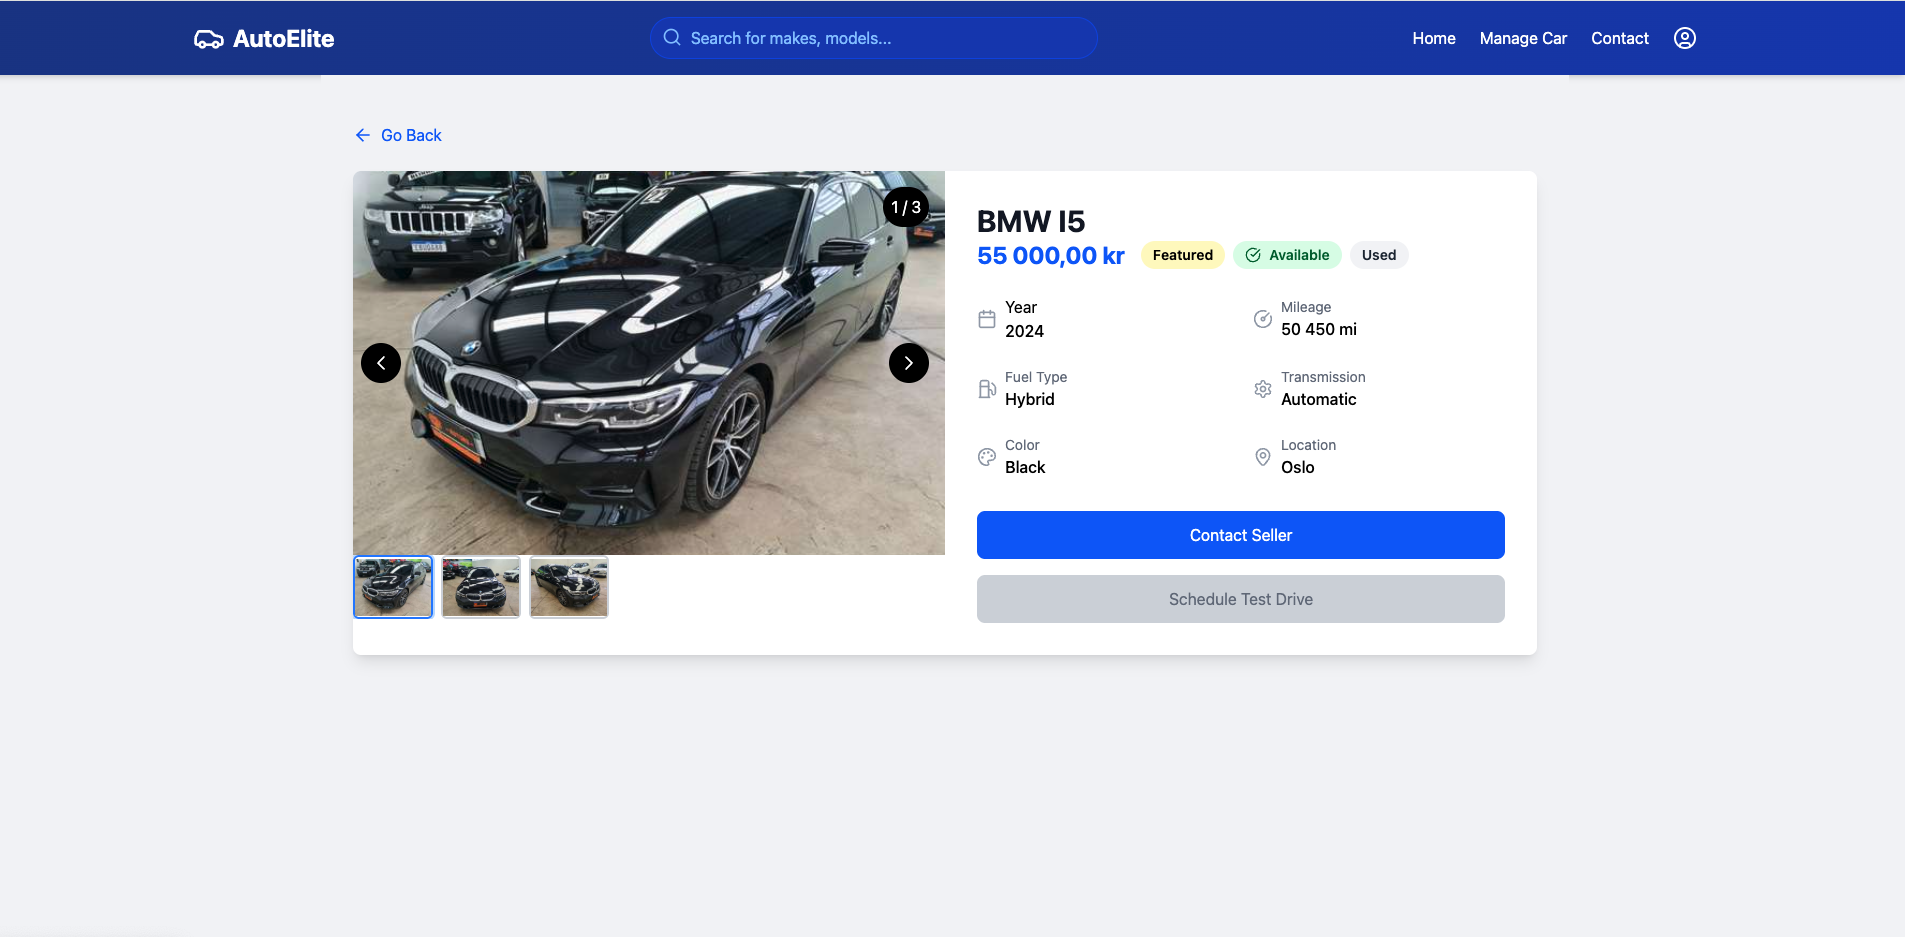 AutoElite
Search for makes, models...
Home
Manage Car
Contact
Go Back
1 / 3
BMW I5
55 000,00 kr
Featured
Available
Used
Year
2024
Mileage
50 450 mi
Fuel Type
Hybrid
Transmission
Automatic
Color
Black
Location
Oslo
Contact Seller
Schedule Test Drive